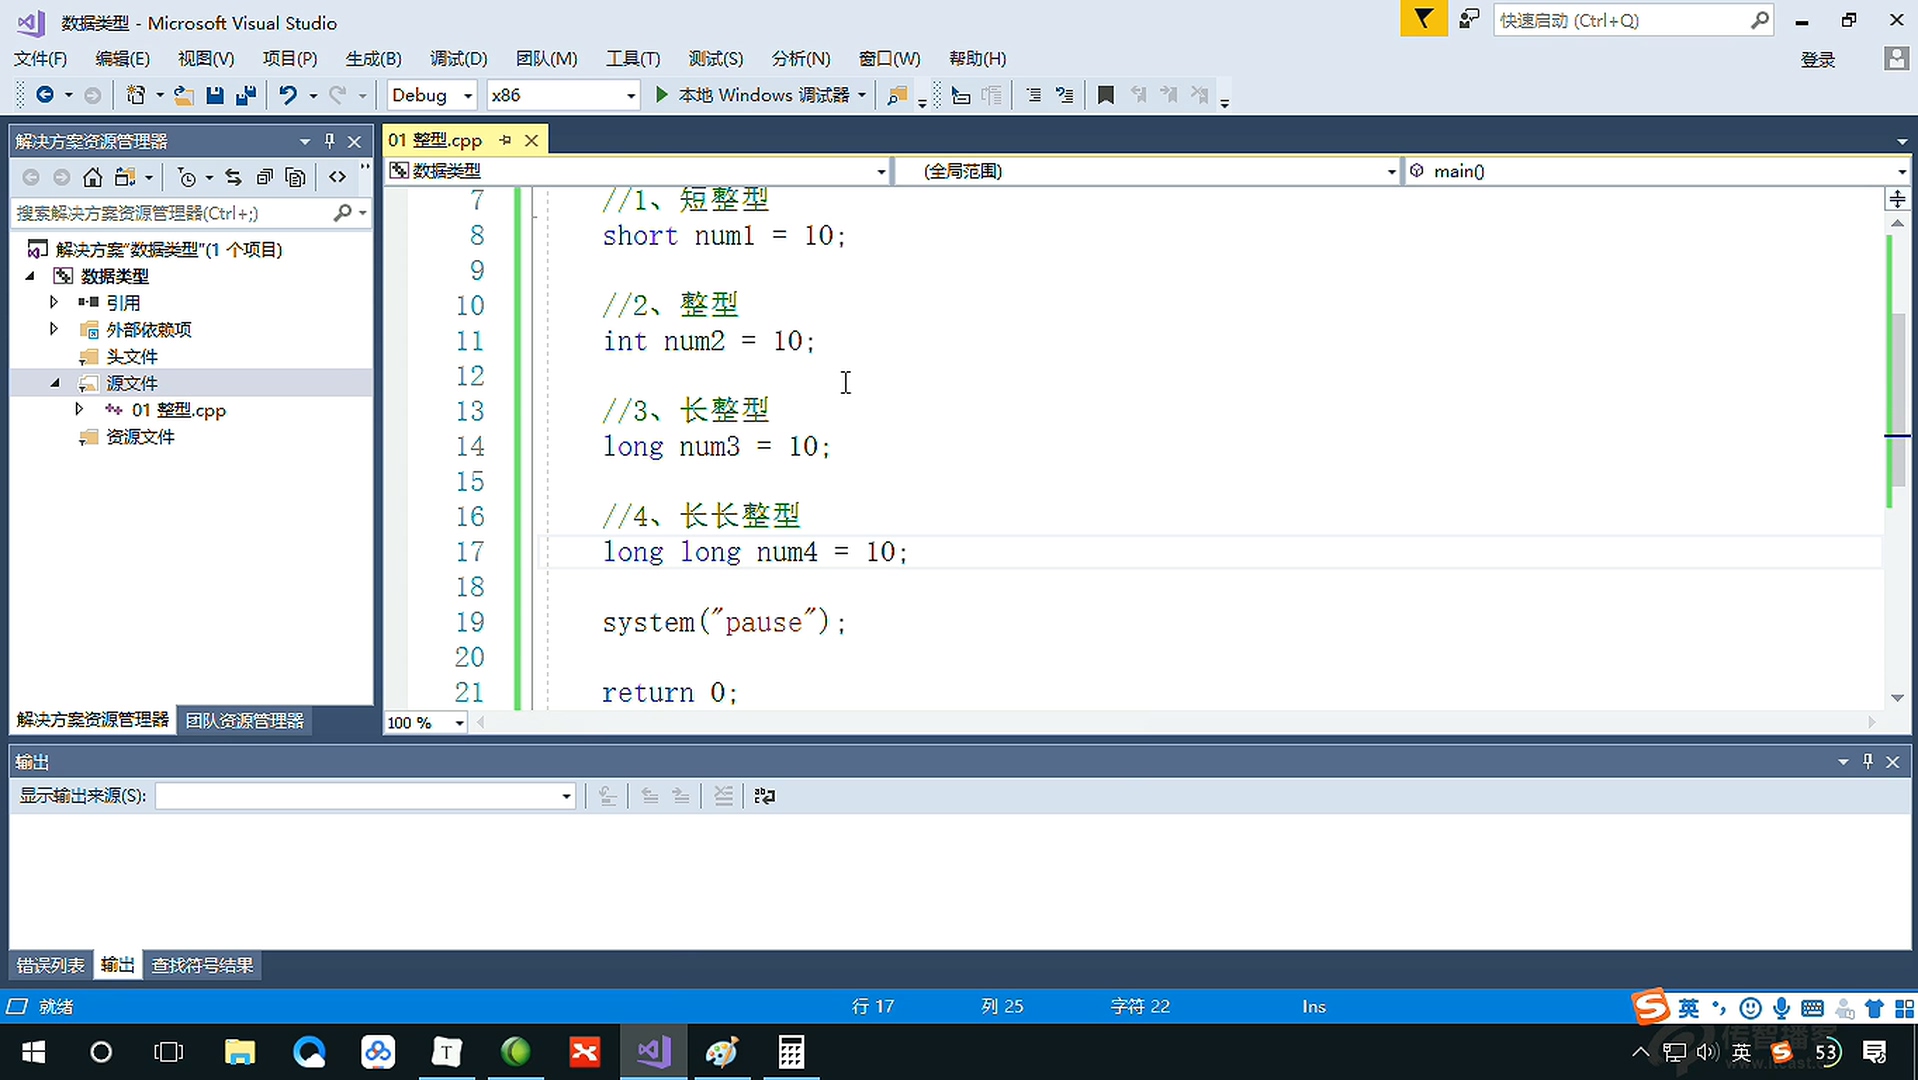 数据类型 - Microsoft Visual Studio
快速启动 (Ctrl+Q)
文件(F) 编辑(E) 视图(V) 项目(P) 生成(B) 调试(D) 团队(M) 工具(T) 测试(S) 分析(N) 窗口(W) 帮助(H) 登录
Debug x86 本地 Windows 调试器
解决方案资源管理器
搜索解决方案资源管理器(Ctrl+;)
解决方案"数据类型"(1 个项目)
数据类型
引用
外部依赖项
头文件
源文件
01 整型.cpp
资源文件
解决方案资源管理器 团队资源管理器
01 整型.cpp
数据类型 (全局范围) main()
7 //1、短整型
8 short num1 = 10;
9
10 //2、整型
11 int num2 = 10;
12
13 //3、长整型
14 long num3 = 10;
15
16 //4、长长整型
17 long long num4 = 10;
18
19 system("pause");
20
21 return 0;
100 %
输出
显示输出来源(S):
错误列表 输出 查找符号结果
就绪 行 17 列 25 字符 22 Ins
英
T
英 53
传智播客